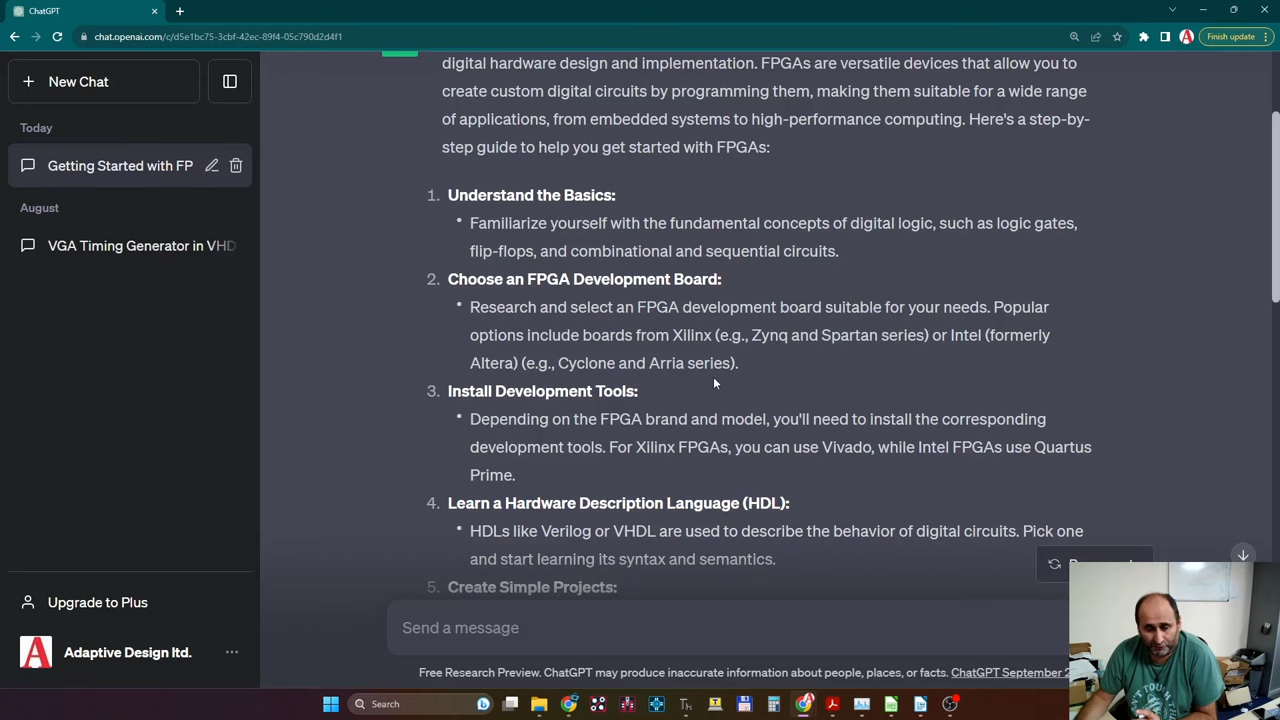 ChatGPT
chat.openai.com/c/d5e1bc75-3cbf-42ec-89f4-05c790d2d4f1
Finish update
New Chat
Today
Getting Started with FP
August
VGA Timing Generator in VHD
Upgrade to Plus
Adaptive Design ltd.
digital hardware design and implementation. FPGAs are versatile devices that allow you to
create custom digital circuits by programming them, making them suitable for a wide range
of applications, from embedded systems to high-performance computing. Here's a step-by-
step guide to help you get started with FPGAs:
1. Understand the Basics:
• Familiarize yourself with the fundamental concepts of digital logic, such as logic gates,
flip-flops, and combinational and sequential circuits.
2. Choose an FPGA Development Board:
• Research and select an FPGA development board suitable for your needs. Popular
options include boards from Xilinx (e.g., Zynq and Spartan series) or Intel (formerly
Altera) (e.g., Cyclone and Arria series).
3. Install Development Tools:
• Depending on the FPGA brand and model, you'll need to install the corresponding
development tools. For Xilinx FPGAs, you can use Vivado, while Intel FPGAs use Quartus
Prime.
4. Learn a Hardware Description Language (HDL):
• HDLs like Verilog or VHDL are used to describe the behavior of digital circuits. Pick one
and start learning its syntax and semantics.
5. Create Simple Projects:
Send a message
Free Research Preview. ChatGPT may produce inaccurate information about people, places, or facts. ChatGPT September
Search